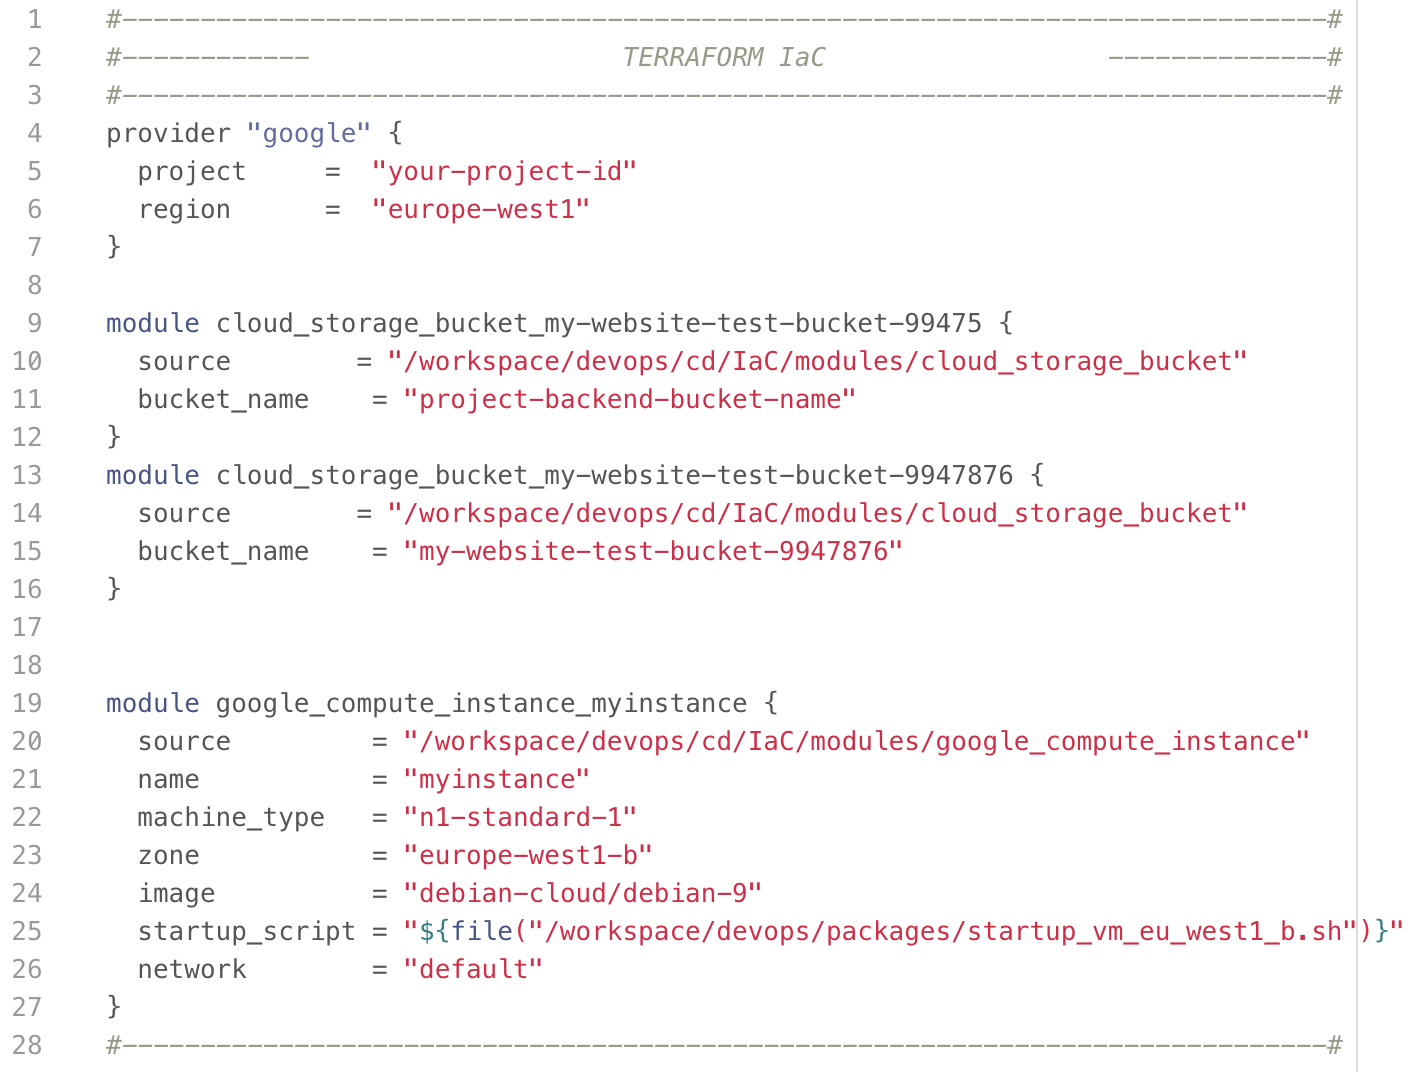 1 #-----------------------------------------------------------------------------#
2 #------------                    TERRAFORM IaC                  --------------#
3 #-----------------------------------------------------------------------------#
4 provider "google" {
5   project     =  "your-project-id"
6   region      =  "europe-west1"
7 }
8
9 module cloud_storage_bucket_my-website-test-bucket-99475 {
10   source        = "/workspace/devops/cd/IaC/modules/cloud_storage_bucket"
11   bucket_name    = "project-backend-bucket-name"
12 }
13 module cloud_storage_bucket_my-website-test-bucket-9947876 {
14   source        = "/workspace/devops/cd/IaC/modules/cloud_storage_bucket"
15   bucket_name    = "my-website-test-bucket-9947876"
16 }
17
18
19 module google_compute_instance_myinstance {
20   source         = "/workspace/devops/cd/IaC/modules/google_compute_instance"
21   name           = "myinstance"
22   machine_type   = "n1-standard-1"
23   zone           = "europe-west1-b"
24   image          = "debian-cloud/debian-9"
25   startup_script = "${file("/workspace/devops/packages/startup_vm_eu_west1_b.sh")}"
26   network        = "default"
27 }
28 #-----------------------------------------------------------------------------#